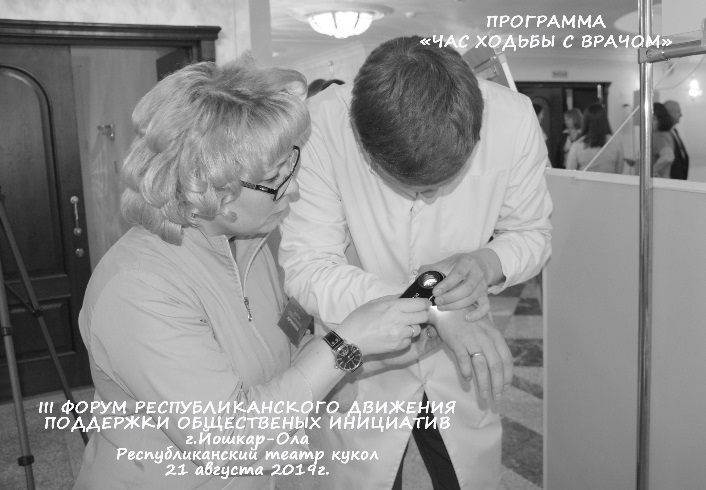 ПРОГРАММА
«ЧАС ХОДЬБЫ С ВРАЧОМ»
III ФОРУМ РЕСПУБЛИКАНСКОГО ДВИЖЕНИЯ
ПОДДЕРЖКИ ОБЩЕСТВЕНЫХ ИНИЦИАТИВ
г.Йошкар-Ола
Республиканский театр кукол
21 августа 2019г.